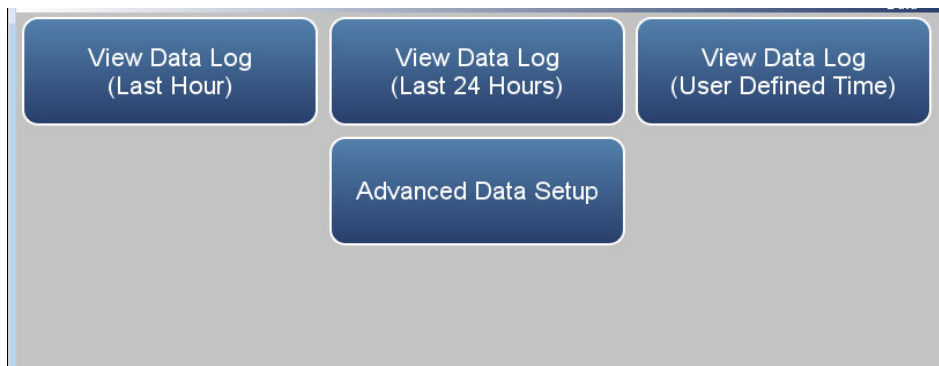 View Data Log
(Last Hour)
View Data Log
(Last 24 Hours)
View Data Log
(User Defined Time)
Advanced Data Setup